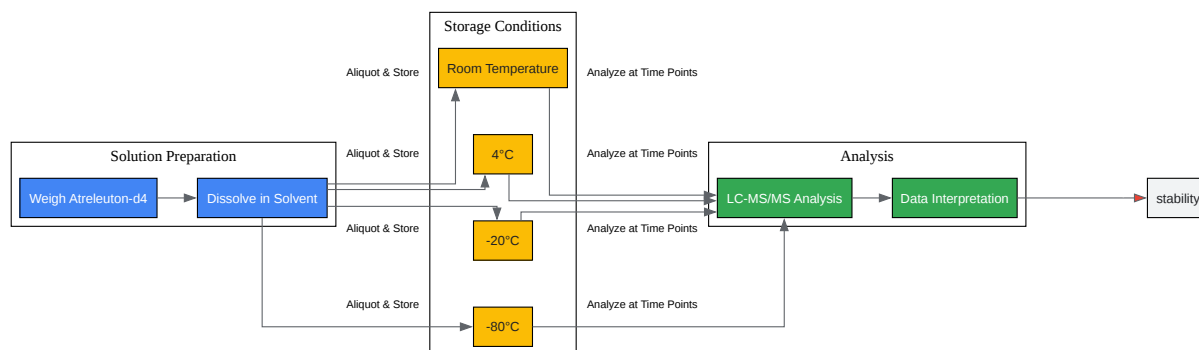 Storage Conditions
Aliquot & Store
Room Temperature
Analyze at Time Points
Aliquot & Store
4°C
Analyze at Time Points
Solution Preparation
Analysis
Weigh Atreleuton-d4
Dissolve in Solvent
LC-MS/MS Analysis
Data Interpretation
stability
Aliquot & Store
-20°C
Analyze at Time Points
Aliquot & Store
-80°C
Analyze at Time Points